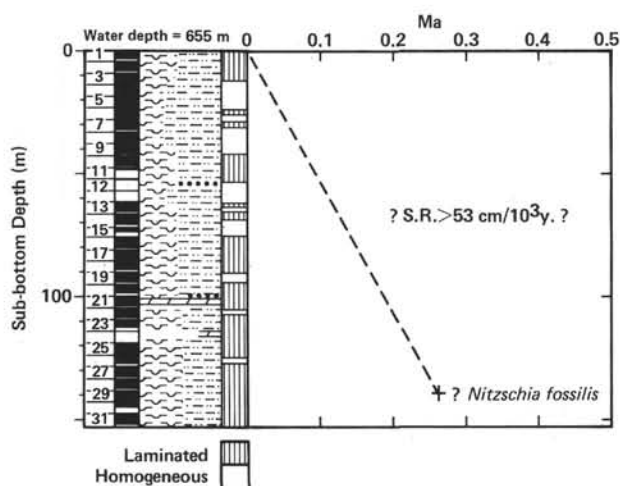 Ma
Water depth = 655 m
0 0 0.1 0.2 0.3 0.4 0.5
1
3
5
7
9
11
12
13
15
17
19
100 21
23
25
27
29
31
Sub-bottom Depth (m)
? S.R.>53 cm/10³y. ?
? Nitzschia fossilis
Laminated
Homogeneous